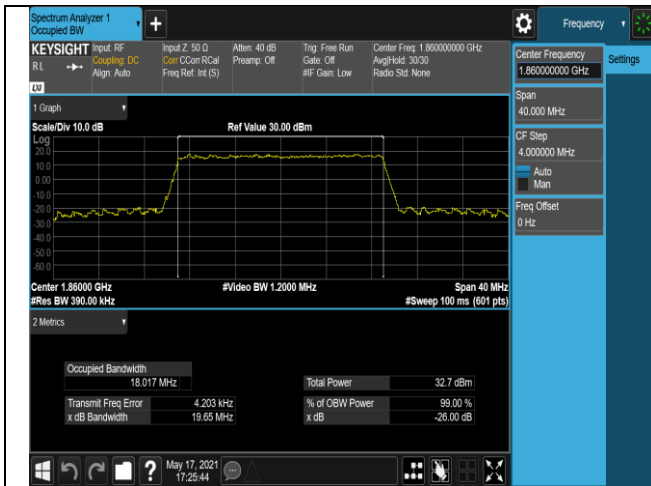 Spectrum Analyzer 1
Occupied BW
+
Frequency
KEYSIGHT
RL
LXI
Input: RF
Coupling: DC
Align: Auto
Input Z: 50 Ω
Corr CCorr RCal
Freq Ref: Int (S)
Atten: 40 dB
Preamp: Off
Trig: Free Run
Gate: Off
#IF Gain: Low
Center Freq: 1.860000000 GHz
Avg|Hold: 30/30
Radio Std: None
Center Frequency
1.860000000 GHz
Settings
Span
40.000 MHz
CF Step
4.000000 MHz
Auto
Man
Freq Offset
0 Hz
1 Graph
Scale/Div 10.0 dB
Ref Value 30.00 dBm
Log
20.0
10.0
0.00
-10.0
-20.0
-30.0
-40.0
-50.0
-60.0
Center 1.86000 GHz
#Video BW 1.2000 MHz
Span 40 MHz
#Res BW 390.00 kHz
#Sweep 100 ms (601 pts)
2 Metrics
Occupied Bandwidth
18.017 MHz
Total Power 32.7 dBm
Transmit Freq Error 4.203 kHz
% of OBW Power 99.00 %
x dB Bandwidth 19.65 MHz
x dB -26.00 dB
?
May 17, 2021
17:25:44